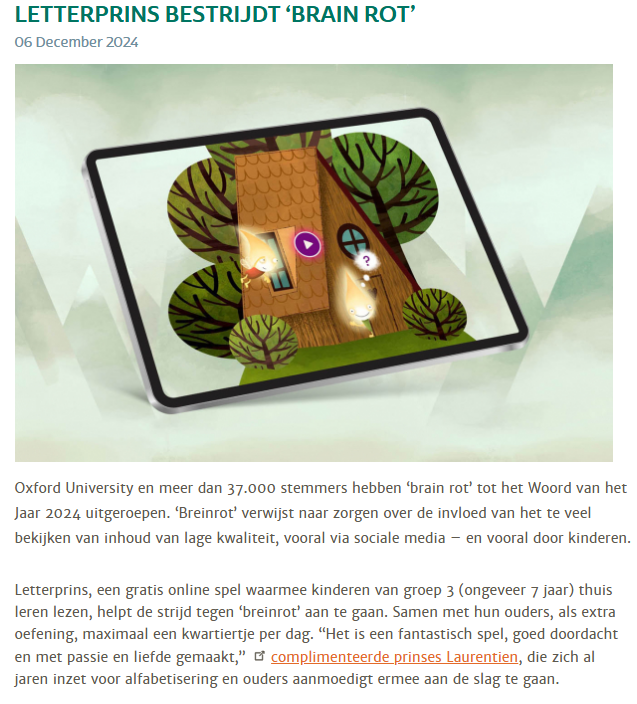 LETTERPRINS BESTRIJDT ‘BRAIN ROT’
06 December 2024
?
Oxford University en meer dan 37.000 stemmers hebben ‘brain rot’ tot het Woord van het
Jaar 2024 uitgeroepen. ‘Breinrot’ verwijst naar zorgen over de invloed van het te veel
bekijken van inhoud van lage kwaliteit, vooral via sociale media – en vooral door kinderen.
Letterprins, een gratis online spel waarmee kinderen van groep 3 (ongeveer 7 jaar) thuis
leren lezen, helpt de strijd tegen ‘breinrot’ aan te gaan. Samen met hun ouders, als extra
oefening, maximaal een kwartiertje per dag. “Het is een fantastisch spel, goed doordacht
en met passie en liefde gemaakt,” complimenteerde prinses Laurentien, die zich al
jaren inzet voor alfabetisering en ouders aanmoedigt ermee aan de slag te gaan.